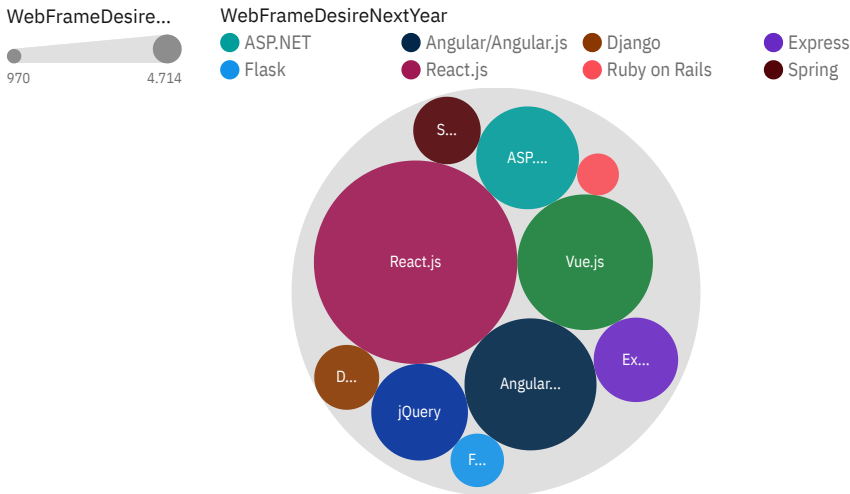 WebFrameDesire...
970
4.714
WebFrameDesireNextYear
ASP.NET
Angular/Angular.js
Django
Express
Flask
React.js
Ruby on Rails
Spring
S...
ASP....
React.js
Vue.js
D...
Angular...
Ex...
jQuery
F...